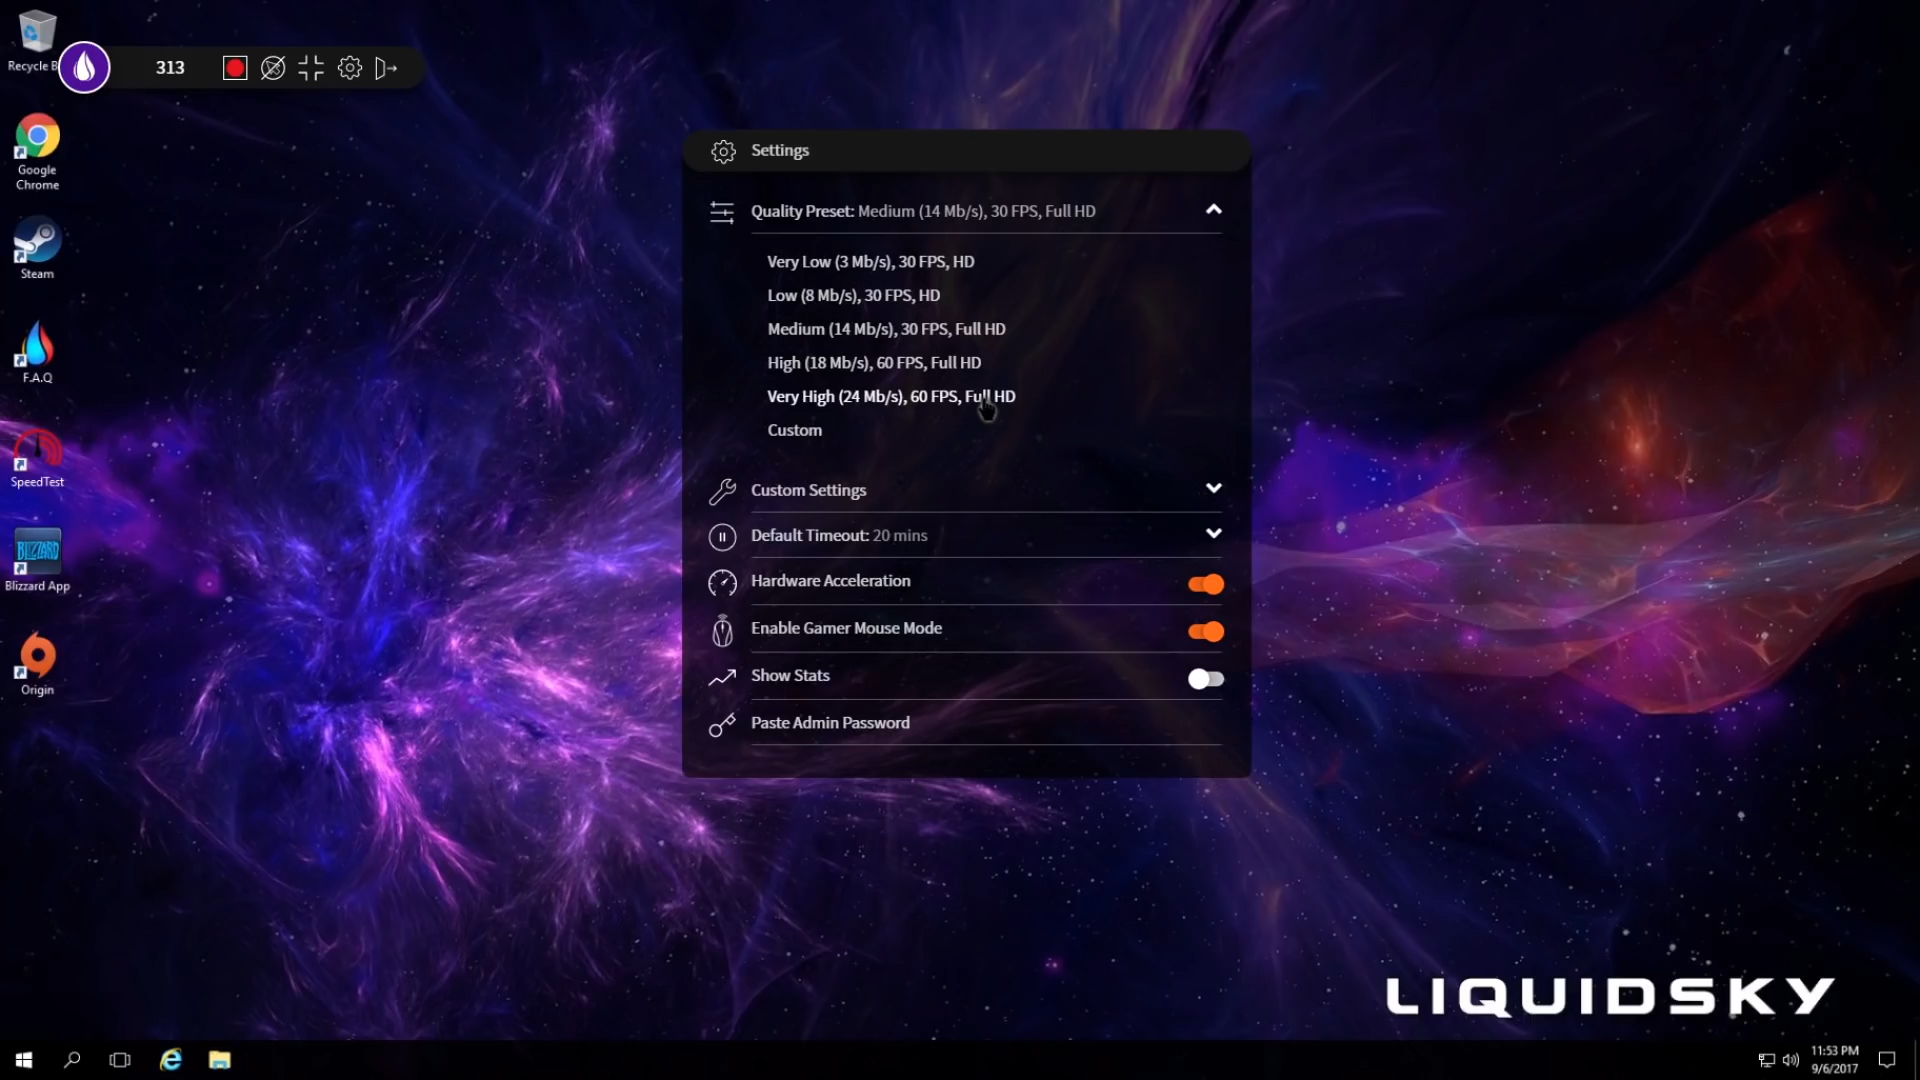 Recycle B
313
Google
Chrome
Steam
F.A.Q
SpeedTest
BLIZZARD
Blizzard App
Origin
Settings
Quality Preset: Medium (14 Mb/s), 30 FPS, Full HD
Very Low (3 Mb/s), 30 FPS, HD
Low (8 Mb/s), 30 FPS, HD
Medium (14 Mb/s), 30 FPS, Full HD
High (18 Mb/s), 60 FPS, Full HD
Very High (24 Mb/s), 60 FPS, Full HD
Custom
Custom Settings
Default Timeout: 20 mins
Hardware Acceleration
Enable Gamer Mouse Mode
Show Stats
Paste Admin Password
LIQUIDSKY
11:53 PM
9/6/2017